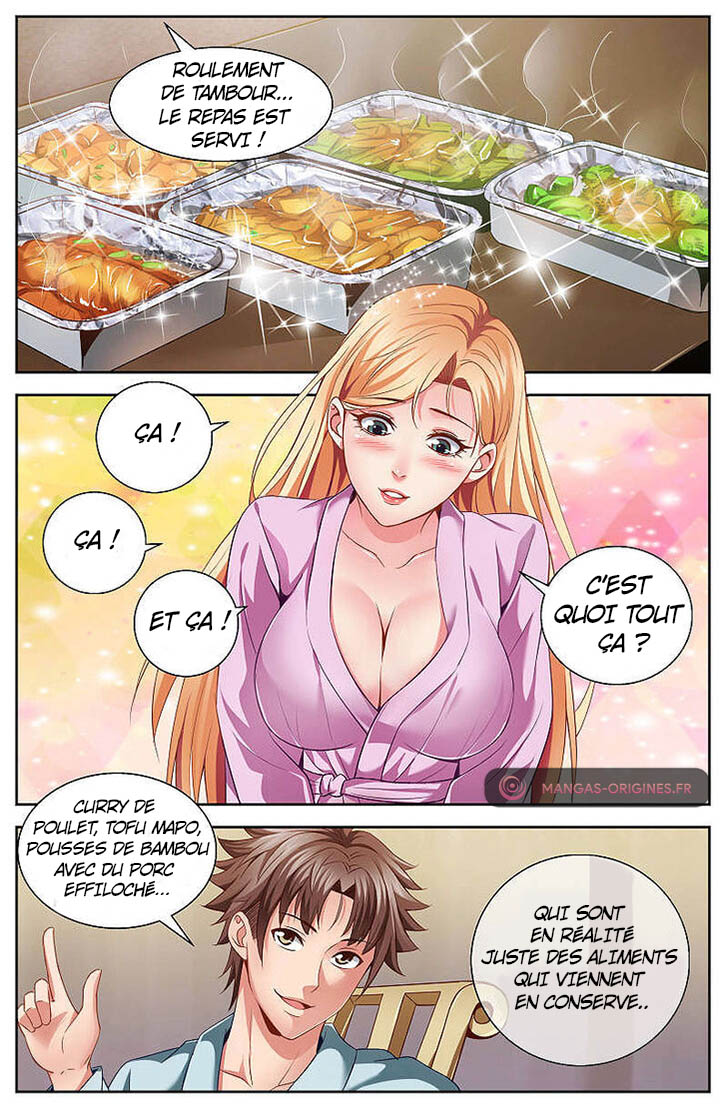 ROULEMENT
DE TAMBOUR...
LE REPAS EST
SERVI !
ÇA !
ÇA !
ET ÇA !
C'EST
QUOI TOUT
ÇA ?
MANGAS-ORIGINES.FR
CURRY DE
POULET, TOFU MAPO,
POUSSES DE BAMBOU
AVEC DU PORC
EFFILOCHÉ...
QUI SONT
EN RÉALITÉ
JUSTE DES ALIMENTS
QUI VIENNENT
EN CONSERVE..